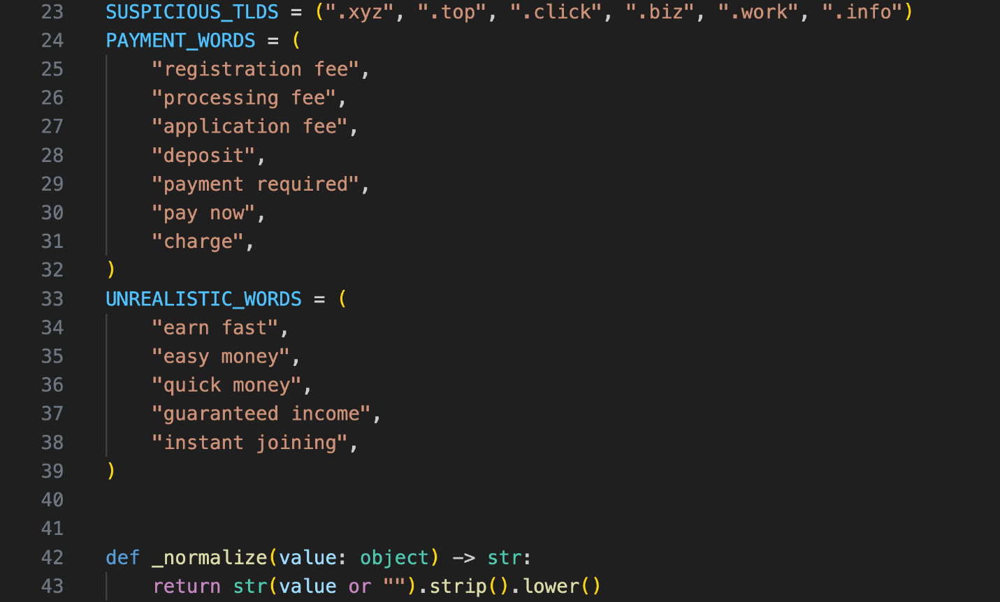 23 SUSPICIOUS_TLDS = (".xyz", ".top", ".click", ".biz", ".work", ".info")
24 PAYMENT_WORDS = (
25     "registration fee",
26     "processing fee",
27     "application fee",
28     "deposit",
29     "payment required",
30     "pay now",
31     "charge",
32 )
33 UNREALISTIC_WORDS = (
34     "earn fast",
35     "easy money",
36     "quick money",
37     "guaranteed income",
38     "instant joining",
39 )
40
41
42 def _normalize(value: object) -> str:
43     return str(value or "").strip().lower()